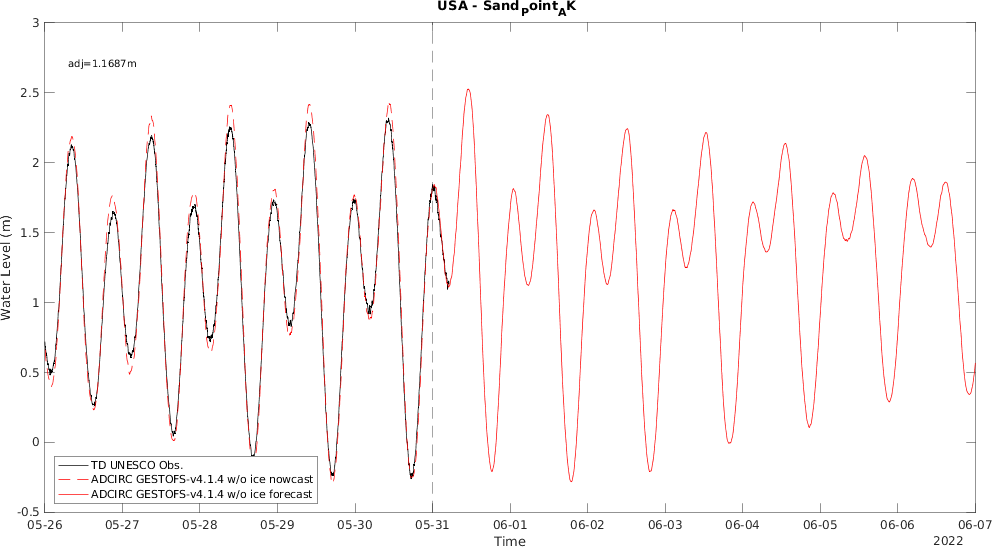 USA - Sand_Point_AK
3
adj=1.1687m
2.5
2
1.5
1
0.5
0
-0.5
Water Level (m)
TD UNESCO Obs.
ADCIRC GESTOFS-v4.1.4 w/o ice nowcast
ADCIRC GESTOFS-v4.1.4 w/o ice forecast
05-26 05-27 05-28 05-29 05-30 05-31 06-01 06-02 06-03 06-04 06-05 06-06 06-07
Time
2022